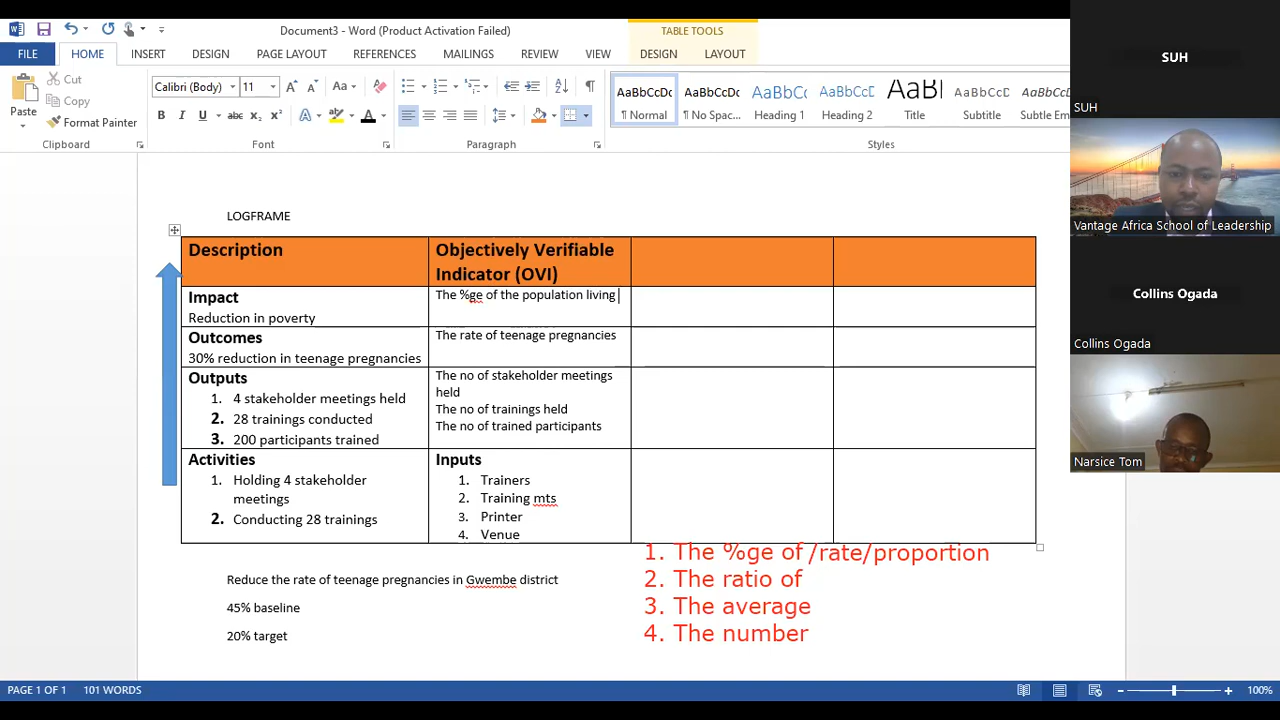 Document3 - Word (Product Activation Failed)
TABLE TOOLS
FILE
HOME
INSERT
DESIGN
PAGE LAYOUT
REFERENCES
MAILINGS
REVIEW
VIEW
DESIGN
LAYOUT
Cut
Copy
Format Painter
Paste
Clipboard
Calibri (Body)
11
Font
Paragraph
AaBbCcDc
¶ Normal
AaBbCcDc
¶ No Spac...
AaBbCc
Heading 1
AaBbCcD
Heading 2
AaBl
Title
AaBbCcD
Subtitle
AaBbCcD
Subtle Em
Styles
LOGFRAME
Description
Objectively Verifiable
Indicator (OVI)
Impact
Reduction in poverty
The %ge of the population living
Outcomes
30% reduction in teenage pregnancies
The rate of teenage pregnancies
Outputs
1. 4 stakeholder meetings held
2. 28 trainings conducted
3. 200 participants trained
The no of stakeholder meetings
held
The no of trainings held
The no of trained participants
Activities
1. Holding 4 stakeholder
meetings
2. Conducting 28 trainings
Inputs
1. Trainers
2. Training mts
3. Printer
4. Venue
1. The %ge of /rate/proportion
2. The ratio of
3. The average
4. The number
Reduce the rate of teenage pregnancies in Gwembe district
45% baseline
20% target
PAGE 1 OF 1
101 WORDS
100%
SUH
SUH
Vantage Africa School of Leadership
Collins Ogada
Collins Ogada
Narsice Tom